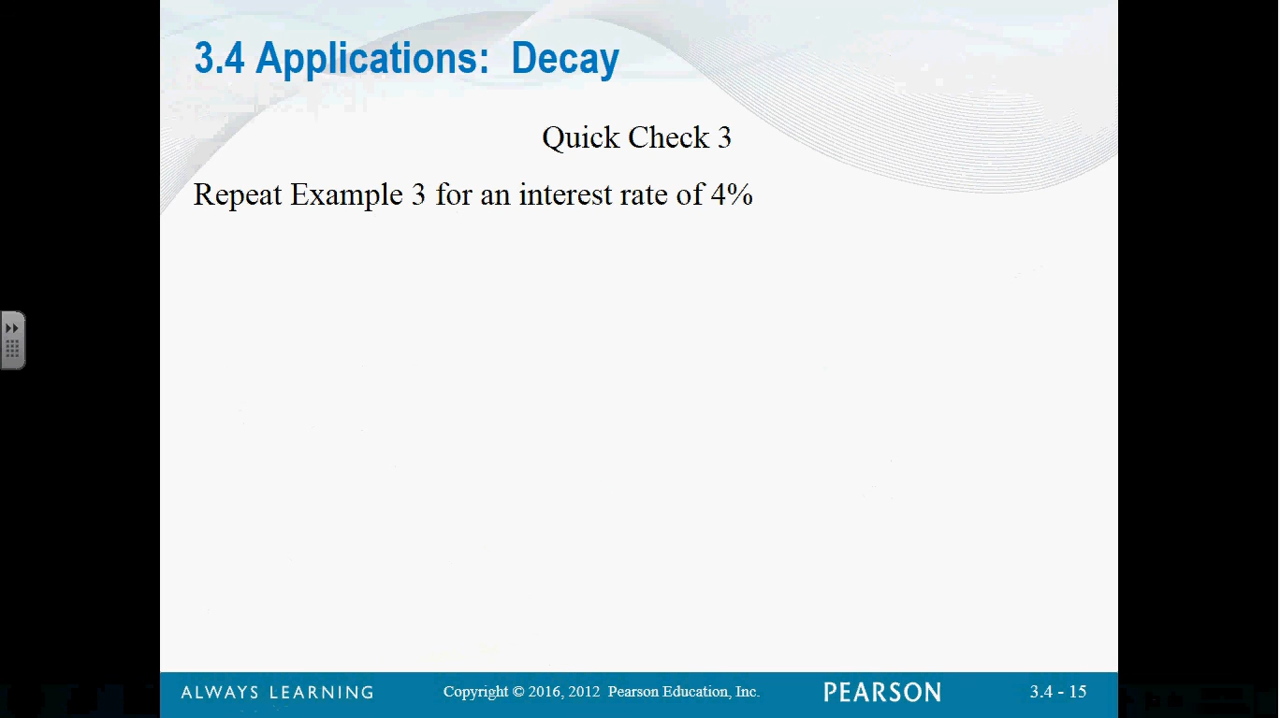 3.4 Applications: Decay
Quick Check 3
Repeat Example 3 for an interest rate of 4%
ALWAYS LEARNING Copyright © 2016, 2012 Pearson Education, Inc. PEARSON 3.4 - 15